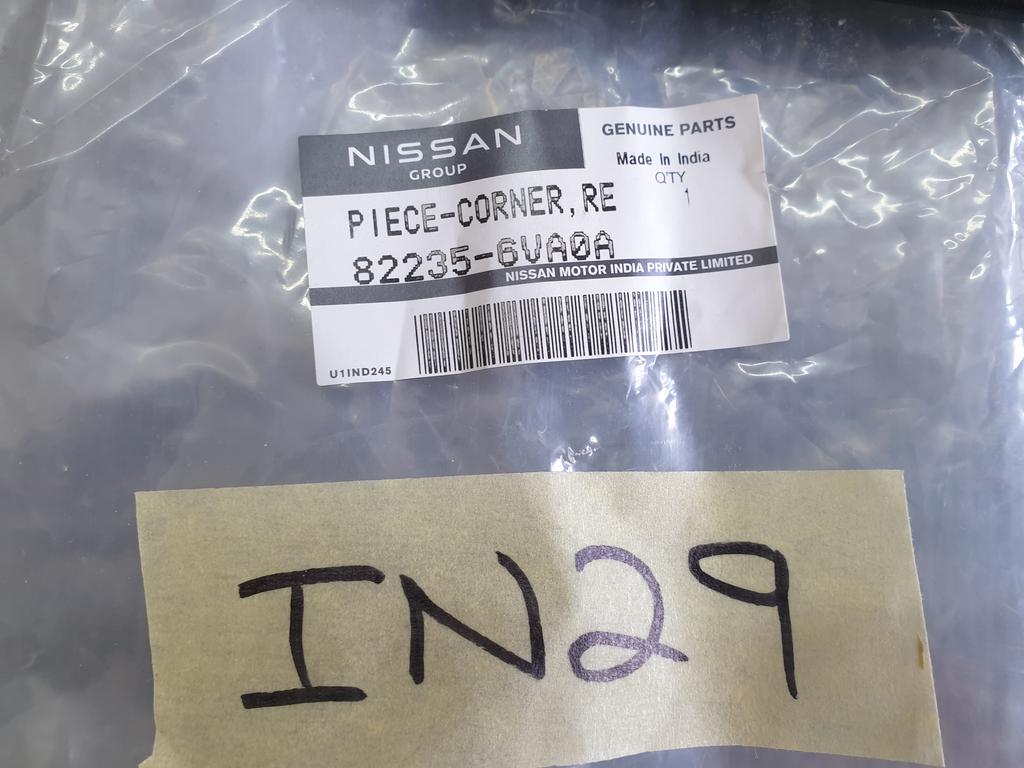 NISSAN
GROUP
GENUINE PARTS
Made In India
Q'TY
1
PIECE-CORNER,RE
82235-6VA0A
NISSAN MOTOR INDIA PRIVATE LIMITED
U1IND245
IN29